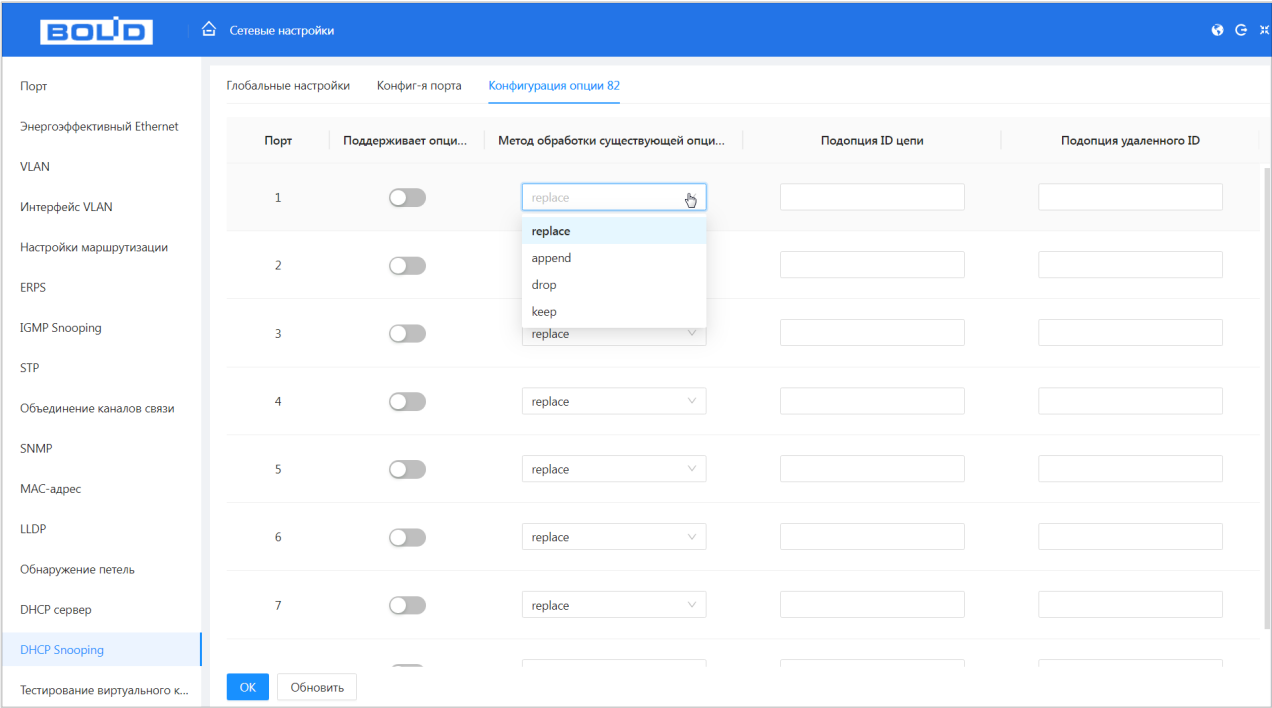 BOLID
Сетевые настройки
Порт
Энергоэффективный Ethernet
VLAN
Интерфейс VLAN
Настройки маршрутизации
ERPS
IGMP Snooping
STP
Объединение каналов связи
SNMP
MAC-адрес
LLDP
Обнаружение петель
DHCP сервер
DHCP Snooping
Тестирование виртуального к...
Глобальные настройки Конфиг-я порта Конфигурация опции 82
Порт Поддерживает опци... Метод обработки существующей опци... Подопция ID цепи Подопция удаленного ID
1 replace
replace
append
drop
keep
2
3 replace
4 replace
5 replace
6 replace
7 replace
OK Обновить